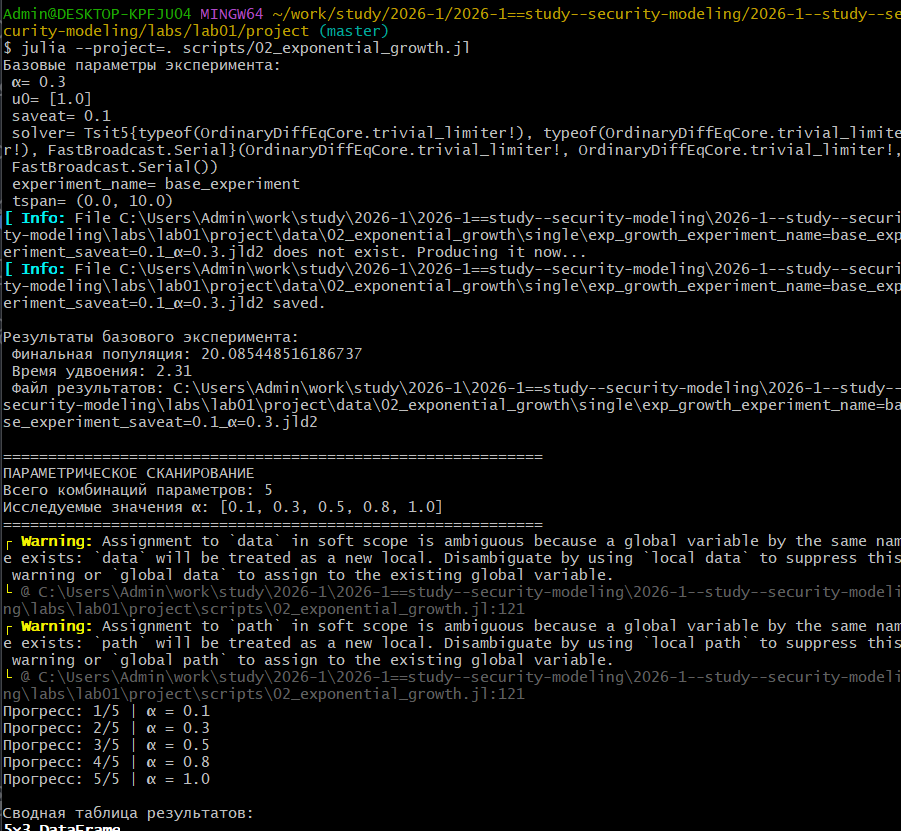 Admin@DESKTOP-KPFJU04 MINGW64 ~/work/study/2026-1/2026-1==study--security-modeling/2026-1--study--se
curity-modeling/labs/lab01/project (master)
$ julia --project=. scripts/02_exponential_growth.jl
Базовые параметры эксперимента:
 α= 0.3
 u0= [1.0]
 saveat= 0.1
 solver= Tsit5{typeof(OrdinaryDiffEqCore.trivial_limiter!), typeof(OrdinaryDiffEqCore.trivial_limite
r!), FastBroadcast.Serial}(OrdinaryDiffEqCore.trivial_limiter!, OrdinaryDiffEqCore.trivial_limiter!,
 FastBroadcast.Serial())
 experiment_name= base_experiment
 tspan= (0.0, 10.0)
[ Info: File C:\Users\Admin\work\study\2026-1\2026-1==study--security-modeling\2026-1--study--securi
ty-modeling\labs\lab01\project\data\02_exponential_growth\single\exp_growth_experiment_name=base_exp
eriment_saveat=0.1_α=0.3.jld2 does not exist. Producing it now...
[ Info: File C:\Users\Admin\work\study\2026-1\2026-1==study--security-modeling\2026-1--study--securi
ty-modeling\labs\lab01\project\data\02_exponential_growth\single\exp_growth_experiment_name=base_exp
eriment_saveat=0.1_α=0.3.jld2 saved.
Результаты базового эксперимента:
 Финальная популяция: 20.085448516186737
 Время удвоения: 2.31
 Файл результатов: C:\Users\Admin\work\study\2026-1\2026-1==study--security-modeling\2026-1--study--
security-modeling\labs\lab01\project\data\02_exponential_growth\single\exp_growth_experiment_name=ba
se_experiment_saveat=0.1_α=0.3.jld2
============================================================
ПАРАМЕТРИЧЕСКОЕ СКАНИРОВАНИЕ
Всего комбинаций параметров: 5
Исследуемые значения α: [0.1, 0.3, 0.5, 0.8, 1.0]
============================================================
┌ Warning: Assignment to `data` in soft scope is ambiguous because a global variable by the same nam
e exists: `data` will be treated as a new local. Disambiguate by using `local data` to suppress this
 warning or `global data` to assign to the existing global variable.
└ @ C:\Users\Admin\work\study\2026-1\2026-1==study--security-modeling\2026-1--study--security-modeli
ng\labs\lab01\project\scripts\02_exponential_growth.jl:121
┌ Warning: Assignment to `path` in soft scope is ambiguous because a global variable by the same nam
e exists: `path` will be treated as a new local. Disambiguate by using `local path` to suppress this
 warning or `global path` to assign to the existing global variable.
└ @ C:\Users\Admin\work\study\2026-1\2026-1==study--security-modeling\2026-1--study--security-modeli
ng\labs\lab01\project\scripts\02_exponential_growth.jl:121
Прогресс: 1/5 | α = 0.1
Прогресс: 2/5 | α = 0.3
Прогресс: 3/5 | α = 0.5
Прогресс: 4/5 | α = 0.8
Прогресс: 5/5 | α = 1.0
Сводная таблица результатов:
5×3 DataFrame